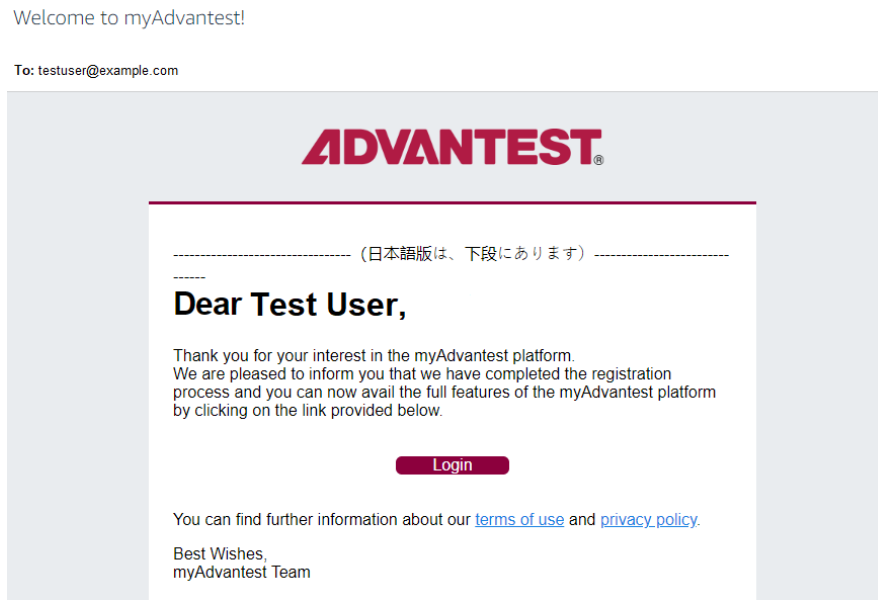 Welcome to myAdvantest!
To: testuser@example.com
ADVANTEST®
--------------------------------- (日本語版は、下段にあります）-------------------------
------
Dear Test User,
Thank you for your interest in the myAdvantest platform.
We are pleased to inform you that we have completed the registration
process and you can now avail the full features of the myAdvantest platform
by clicking on the link provided below.
Login
You can find further information about our terms of use and privacy policy.
Best Wishes,
myAdvantest Team